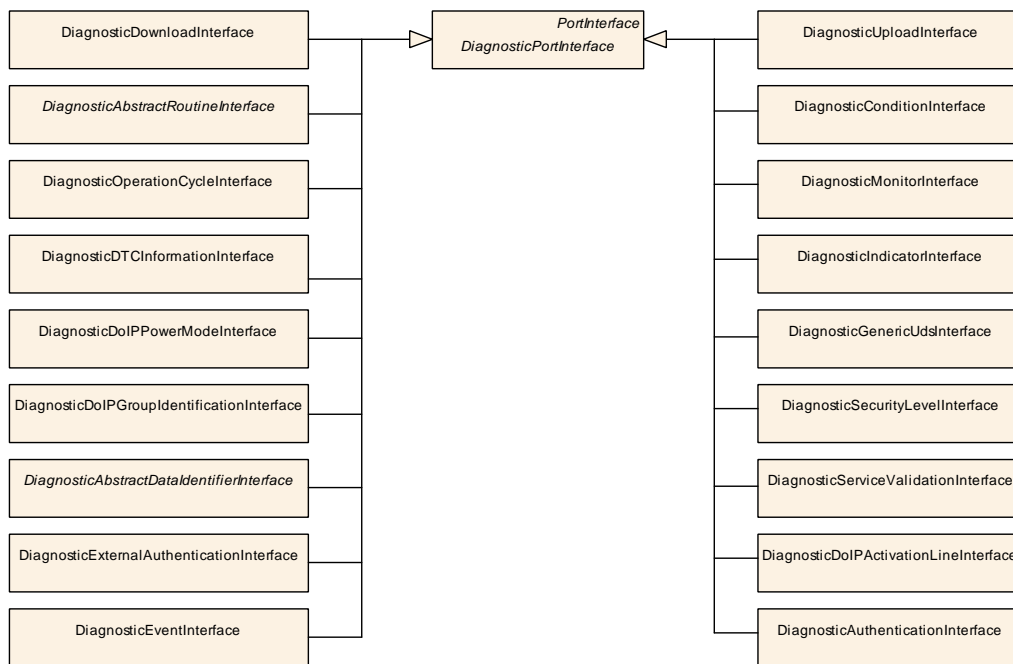 DiagnosticDownloadInterface
PortInterface
DiagnosticPortInterface
DiagnosticUploadInterface
DiagnosticAbstractRoutineInterface
DiagnosticConditionInterface
DiagnosticOperationCycleInterface
DiagnosticMonitorInterface
DiagnosticDTCInformationInterface
DiagnosticIndicatorInterface
DiagnosticDoIPPowerModeInterface
DiagnosticGenericUdsInterface
DiagnosticDoIPGroupIdentificationInterface
DiagnosticSecurityLevelInterface
DiagnosticAbstractDataIdentifierInterface
DiagnosticServiceValidationInterface
DiagnosticExternalAuthenticationInterface
DiagnosticDoIPActivationLineInterface
DiagnosticEventInterface
DiagnosticAuthenticationInterface